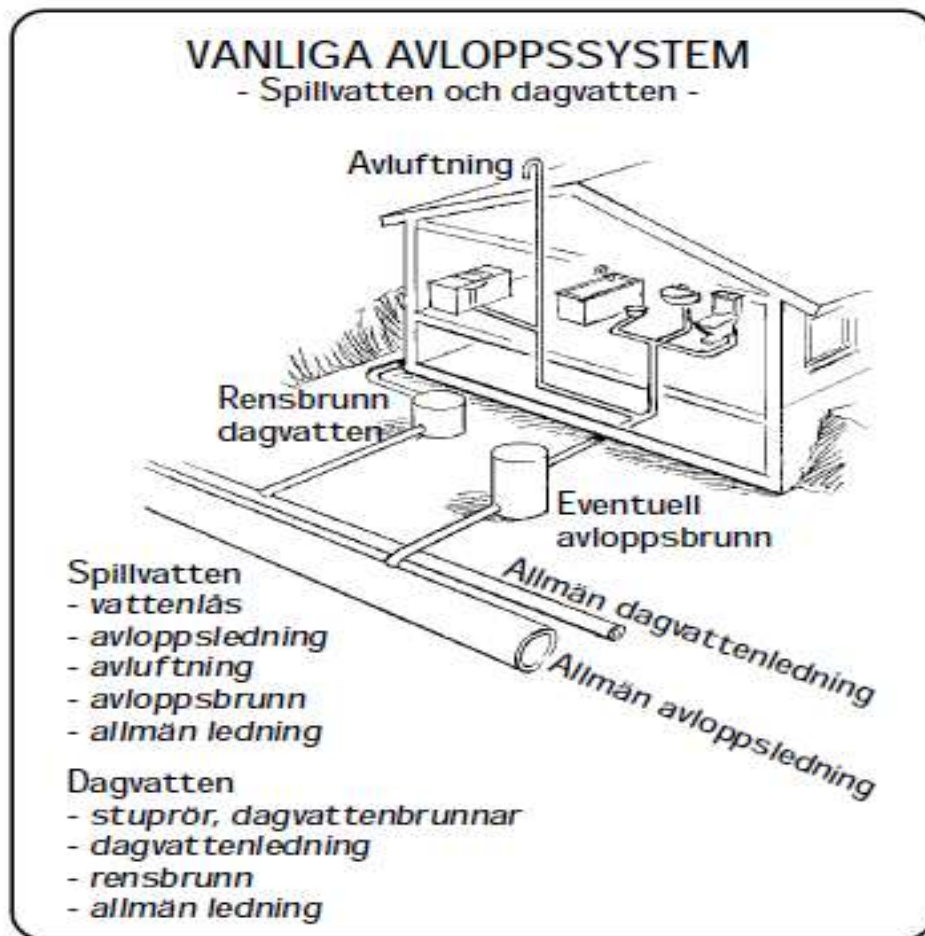 VANLIGA AVLOPPSSYSTEM
- Spillvatten och dagvatten -
Avluftning
Rensbrunn
dagvatten
Eventuell
avloppsbrunn
Allmän dagvattenledning
Allmän avloppsledning
Spillvatten
- vattenlås
- avloppsledning
- avluftning
- avloppsbrunn
- allmän ledning
Dagvatten
- stuprör, dagvattenbrunnar
- dagvattenledning
- rensbrunn
- allmän ledning